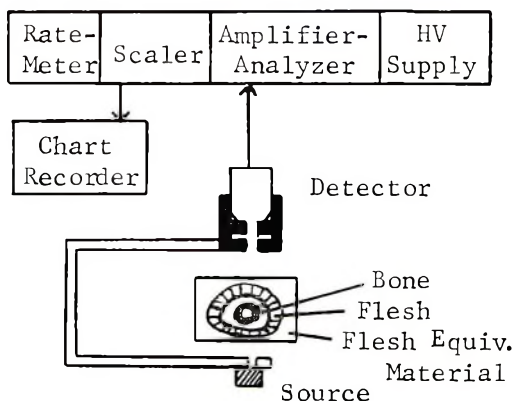 Rate-
Meter
Scaler
Amplifier-
Analyzer
HV
Supply
Chart
Recorder
Detector
Bone
Flesh
Flesh Equiv.
Material
Source